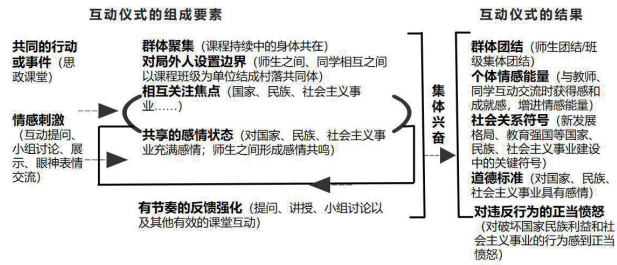 互动仪式的组成要素
互动仪式的结果
共同的行动
或事件（思
政课堂）
情感刺激
（互动提问、
小组讨论、展
示、眼神表情
交流）
群体聚集（课程持续中的身体共在）
对局外人设置边界（师生之间、同学相互之间
以课程班级为单位结成村落共同体）
相互关注焦点（国家、民族、社会主义事
业……）
共享的感情状态（对国家、民族、社会主义事
业充满感情；师生之间形成感情共鸣）
有节奏的反馈强化（提问、讲授、小组讨论以
及其他有效的课堂互动）
集体兴奋
群体团结（师生团结/班
级集体团结）
个体情感能量（与教师、
同学互动交流时获得感和
成就感，增进情感能量）
社会关系符号（新发展
格局、教育强国等国家、
民族、社会主义事业建设
中的关键符号）
道德标准（对国家、民族、
社会主义事业具有感情）
对违反行为的正当愤怒
（对破坏国家民族利益和社
会主义事业的行为感到正当
愤怒）